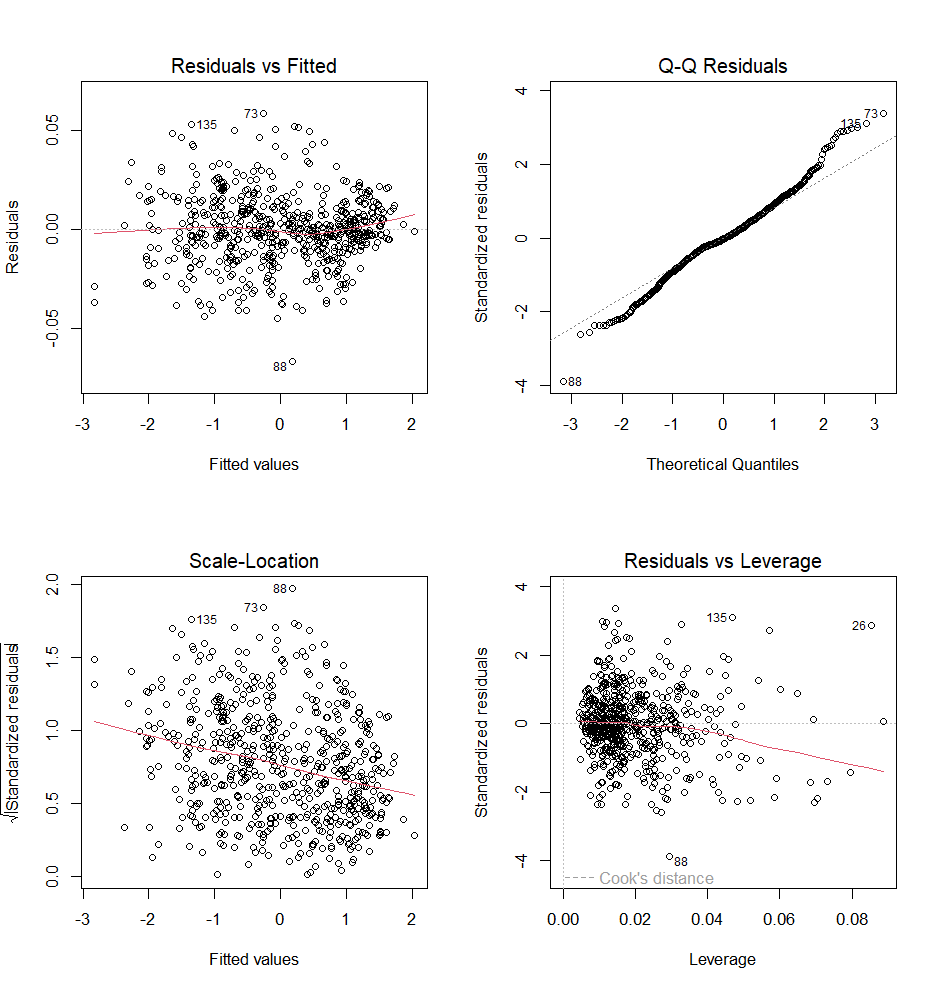 Residuals vs Fitted
Residuals
0.05
0.00
-0.05
135
73
88
-3 -2 -1 0 1 2
Fitted values
Q-Q Residuals
Standardized residuals
4
2
0
-2
-4
135
73
88
-3 -2 -1 0 1 2 3
Theoretical Quantiles
Scale-Location
√|Standardized residuals|
2.0
1.5
1.0
0.5
0.0
88
73
135
-3 -2 -1 0 1 2
Fitted values
Residuals vs Leverage
Standardized residuals
4
2
0
-2
-4
135
26
88
Cook's distance
0.00 0.02 0.04 0.06 0.08
Leverage